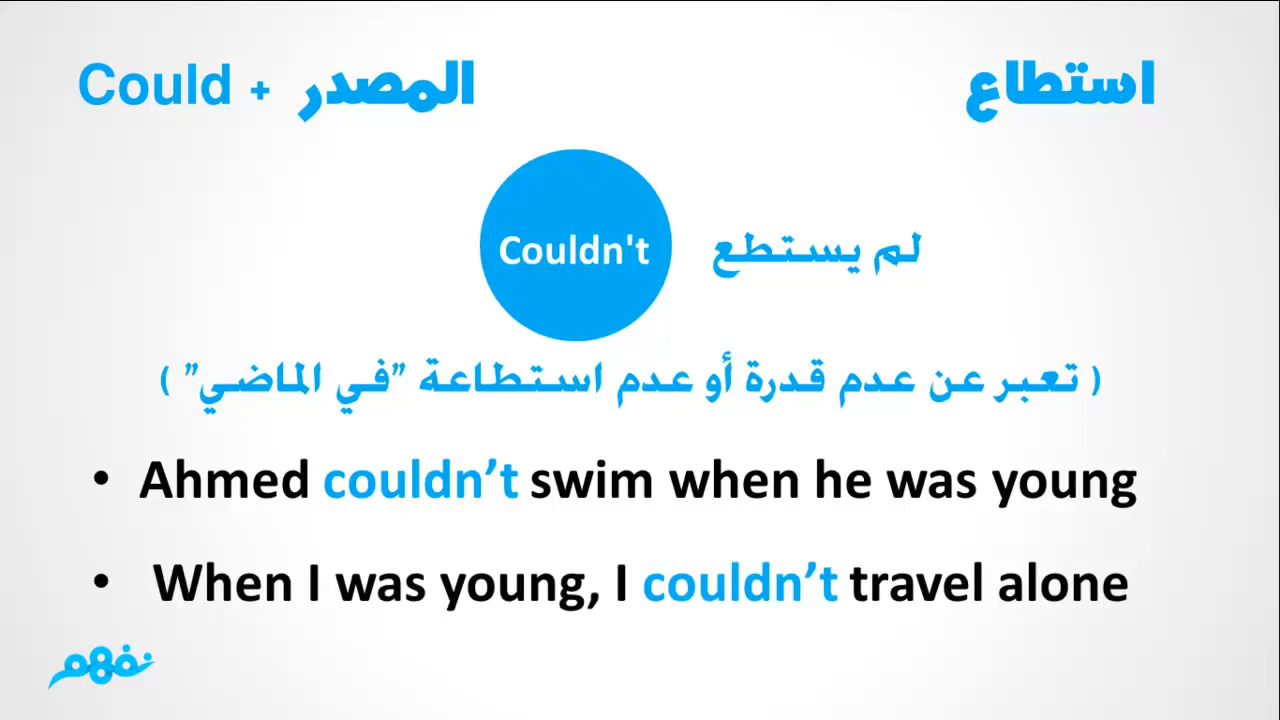 Could + المصدر
استطاع
Couldn't
لم يستطع
( تعبر عن عدم قدرة أو عدم استطاعة "في الماضي" )
• Ahmed couldn’t swim when he was young
• When I was young, I couldn’t travel alone
نفهم